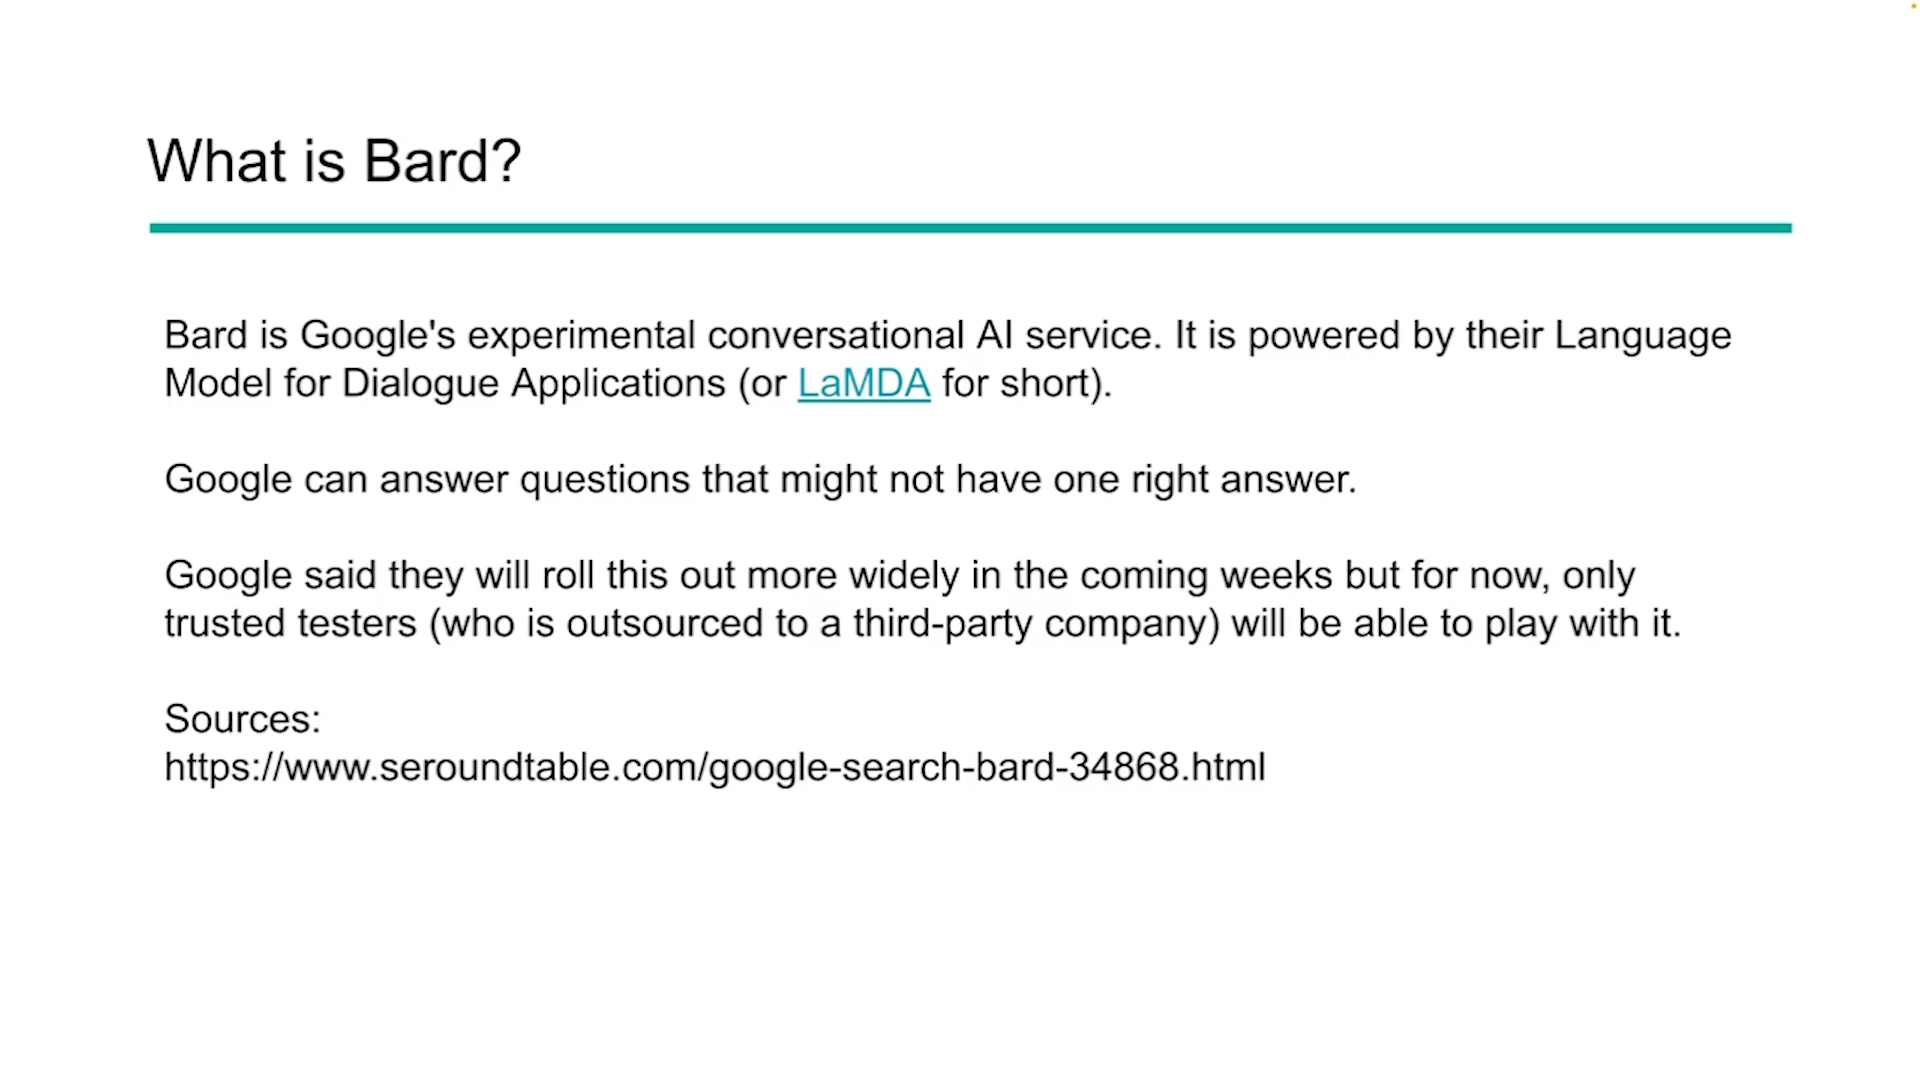 What is Bard?
Bard is Google's experimental conversational AI service. It is powered by their Language
Model for Dialogue Applications (or LaMDA for short).
Google can answer questions that might not have one right answer.
Google said they will roll this out more widely in the coming weeks but for now, only
trusted testers (who is outsourced to a third-party company) will be able to play with it.
Sources:
https://www.seroundtable.com/google-search-bard-34868.html